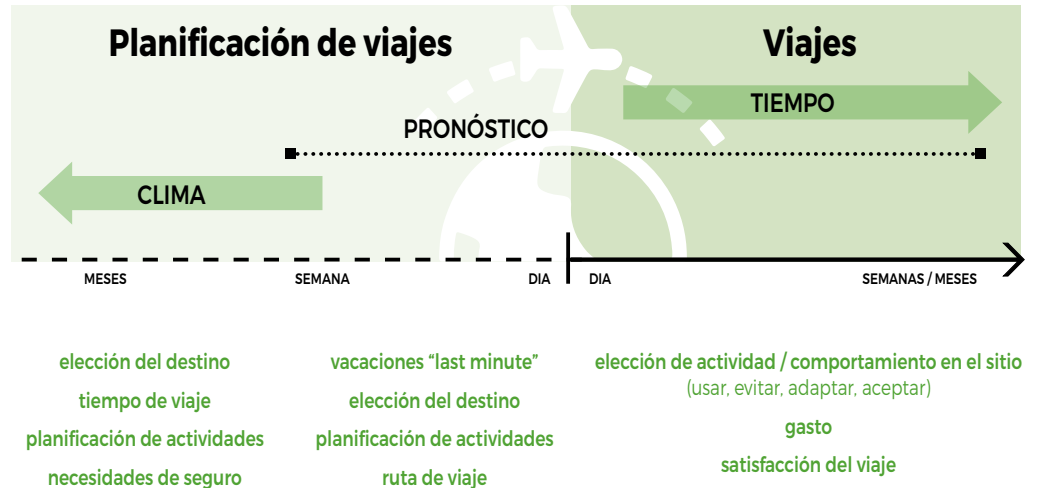 Planificación de viajes
Viajes
TIEMPO
PRONÓSTICO
CLIMA
MESES
SEMANA
DIA
DIA
SEMANAS / MESES
elección del destino
tiempo de viaje
planificación de actividades
necesidades de seguro
vacaciones “last minute”
elección del destino
planificación de actividades
ruta de viaje
elección de actividad / comportamiento en el sitio
(usar, evitar, adaptar, aceptar)
gasto
satisfacción del viaje